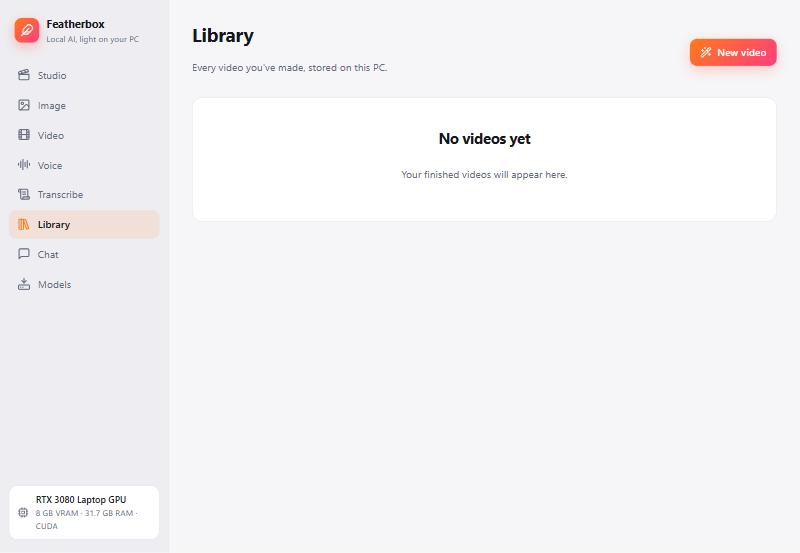 Featherbox
Local AI, light on your PC
Studio
Image
Video
Voice
Transcribe
Library
Chat
Models
RTX 3080 Laptop GPU
8 GB VRAM · 31.7 GB RAM ·
CUDA
Library
Every video you've made, stored on this PC.
New video
No videos yet
Your finished videos will appear here.